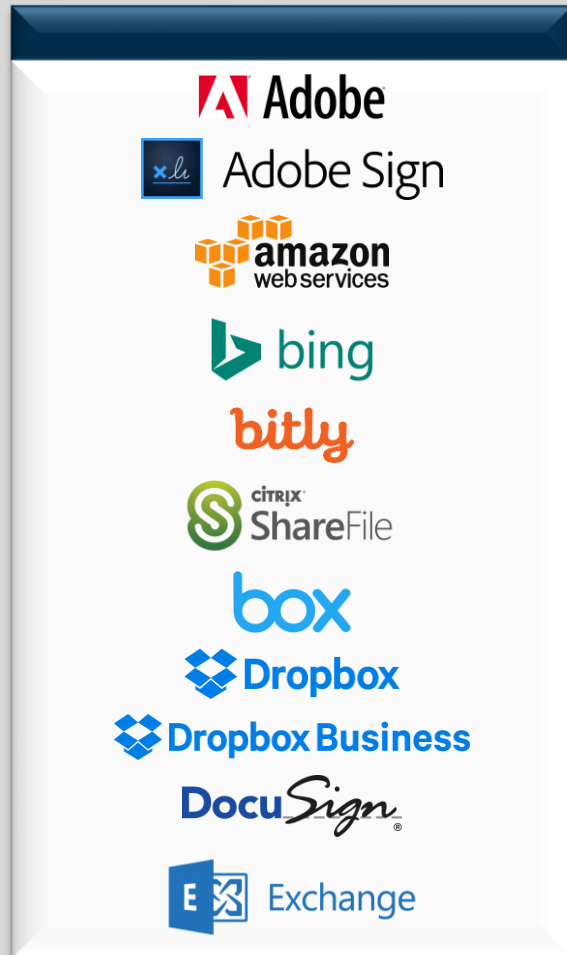 Adobe
Adobe Sign
amazon
web services
bing
bitly
CITRIX
ShareFile
box
Dropbox
Dropbox Business
DocuSign®
E
Exchange